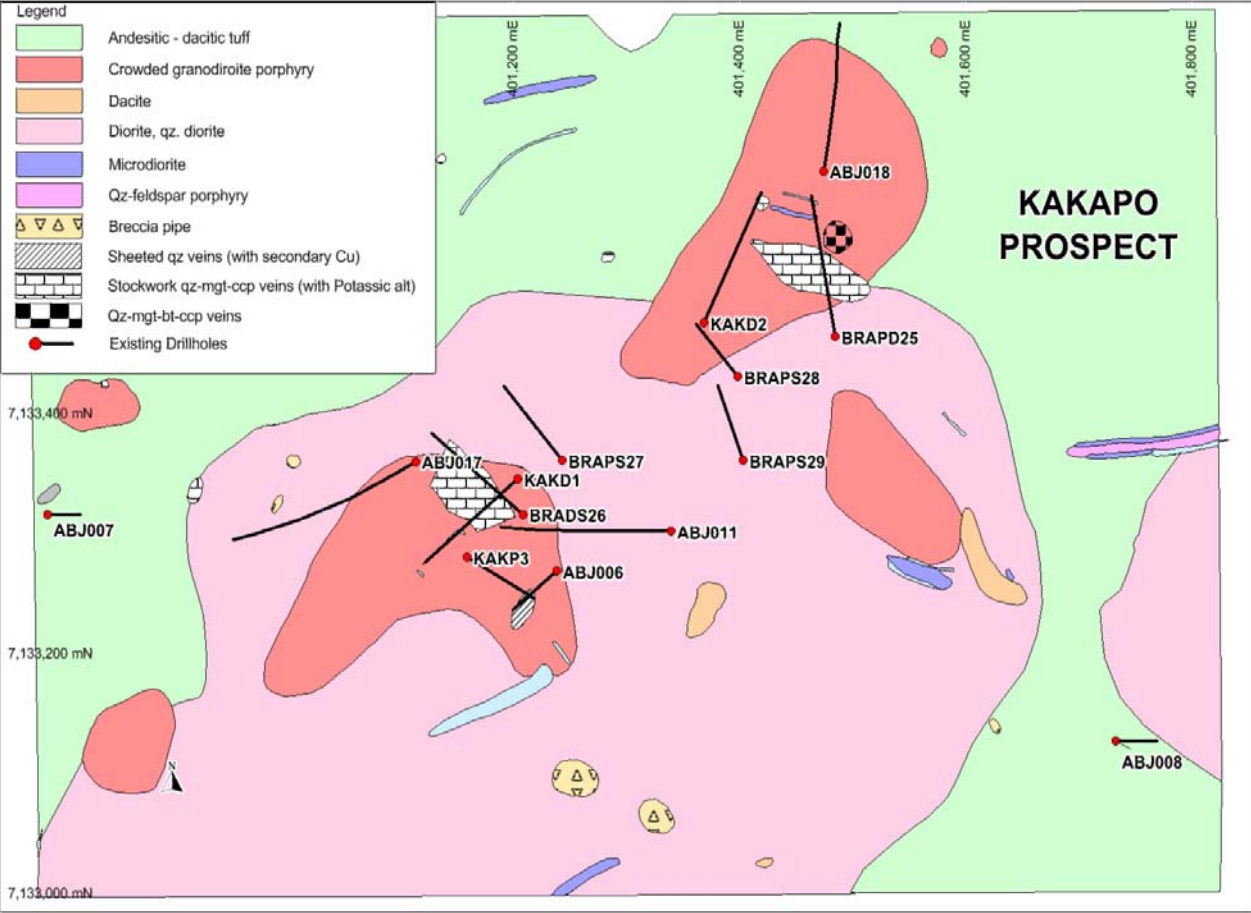 Legend
Andesitic - dacitic tuff
Crowded granodiroite porphyry
Dacite
Diorite, qz. diorite
Microdiorite
Qz-feldspar porphyry
Breccia pipe
Sheeted qz veins (with secondary Cu)
Stockwork qz-mgt-ccp veins (with Potassic alt)
Qz-mgt-bt-ccp veins
Existing Drillholes
401,200 mE
401,400 mE
401,600 mE
401,800 mE
KAKAPO
PROSPECT
ABJ018
KAKD2
BRAPD25
BRAPS28
7,133,400 mN
ABJ017
BRAPS27
BRAPS29
KAKD1
BRADS26
ABJ007
ABJ011
KAKP3
ABJ006
7,133,200 mN
N
ABJ008
7,133,000 mN